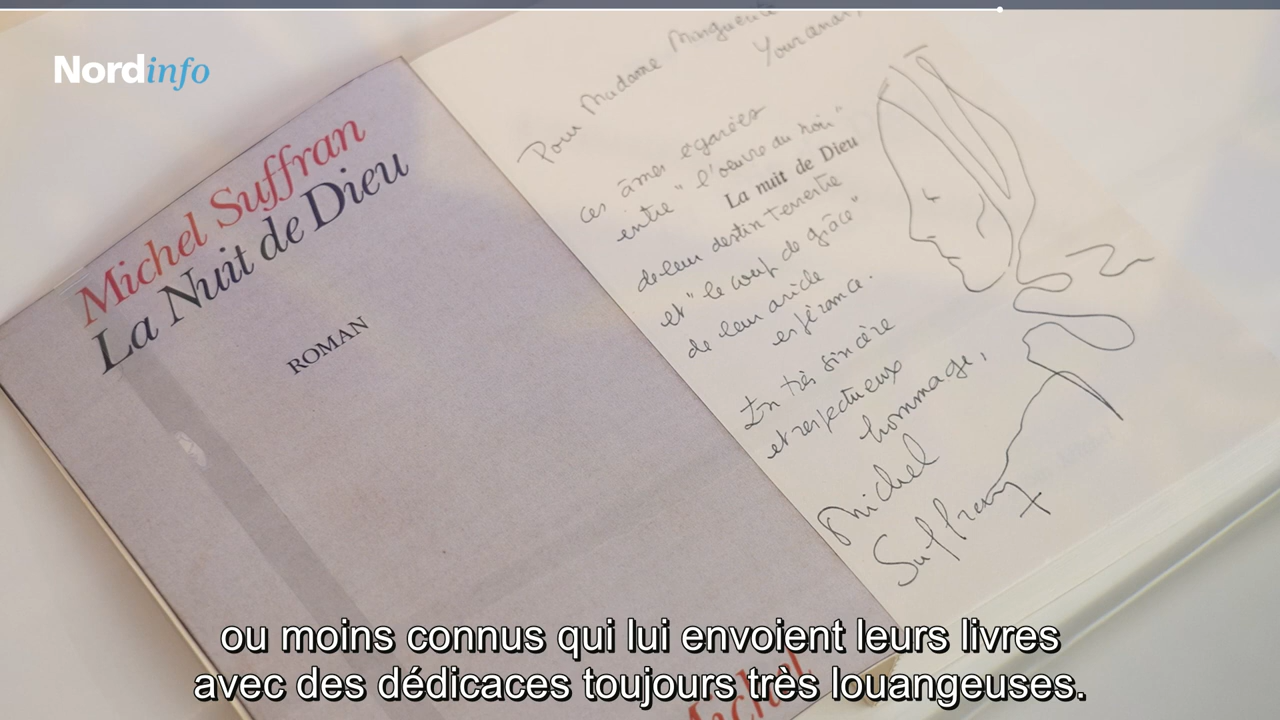 Nordinfo
Michel Suffran
La Nuit de Dieu
ROMAN
Pour Madame Marguerite
Yourcenar,
ces âmes égarées
entre "l'oeuvre au noir"
La nuit de Dieu
de leur destin terrestre
et "le coup de grâce"
de leur avide
espérance.
En très sincère
et respectueux
hommage,
Michel
Suffran
Michel
ou moins connus qui lui envoient leurs livres
avec des dédicaces toujours très louangeuses.